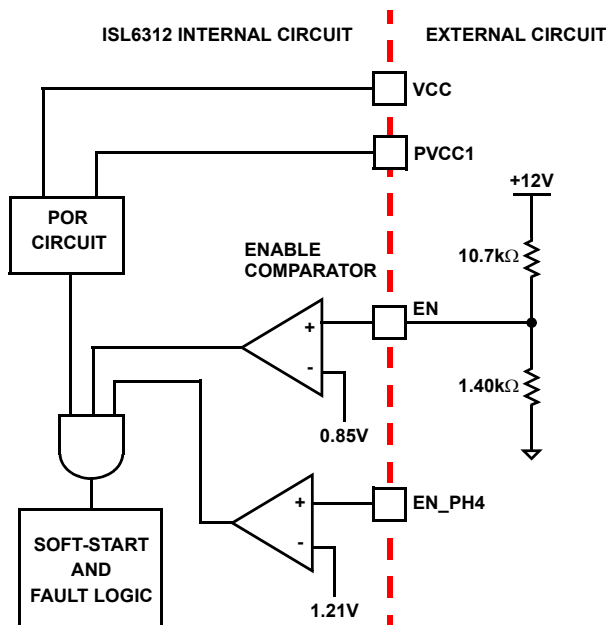 ISL6312 INTERNAL CIRCUIT
EXTERNAL CIRCUIT
VCC
PVCC1
+12V
POR
CIRCUIT
10.7kΩ
ENABLE
COMPARATOR
EN
+
-
1.40kΩ
0.85V
EN_PH4
+
-
SOFT-START
AND
FAULT LOGIC
1.21V